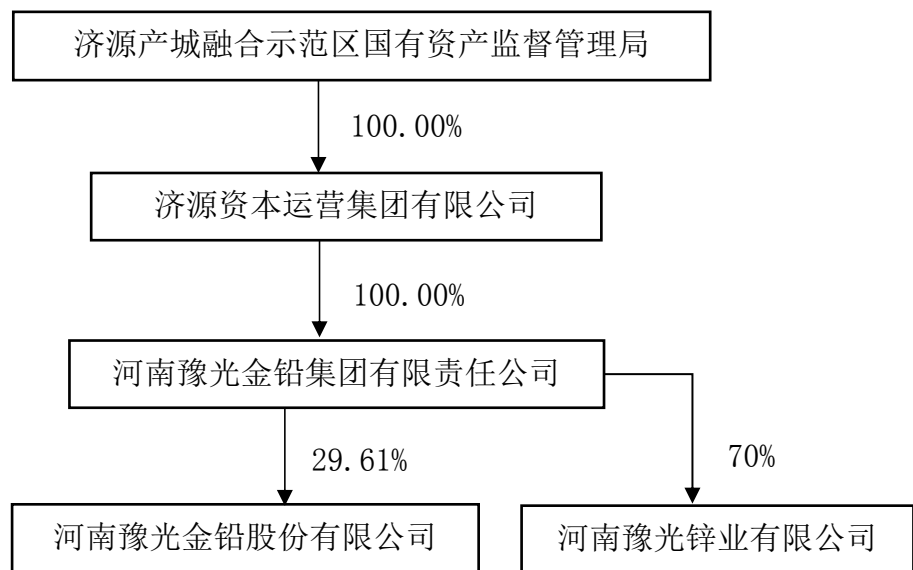 济源产城融合示范区国有资产监督管理局
100.00%
济源资本运营集团有限公司
100.00%
河南豫光金铅集团有限责任公司
29.61%
70%
河南豫光金铅股份有限公司
河南豫光锌业有限公司